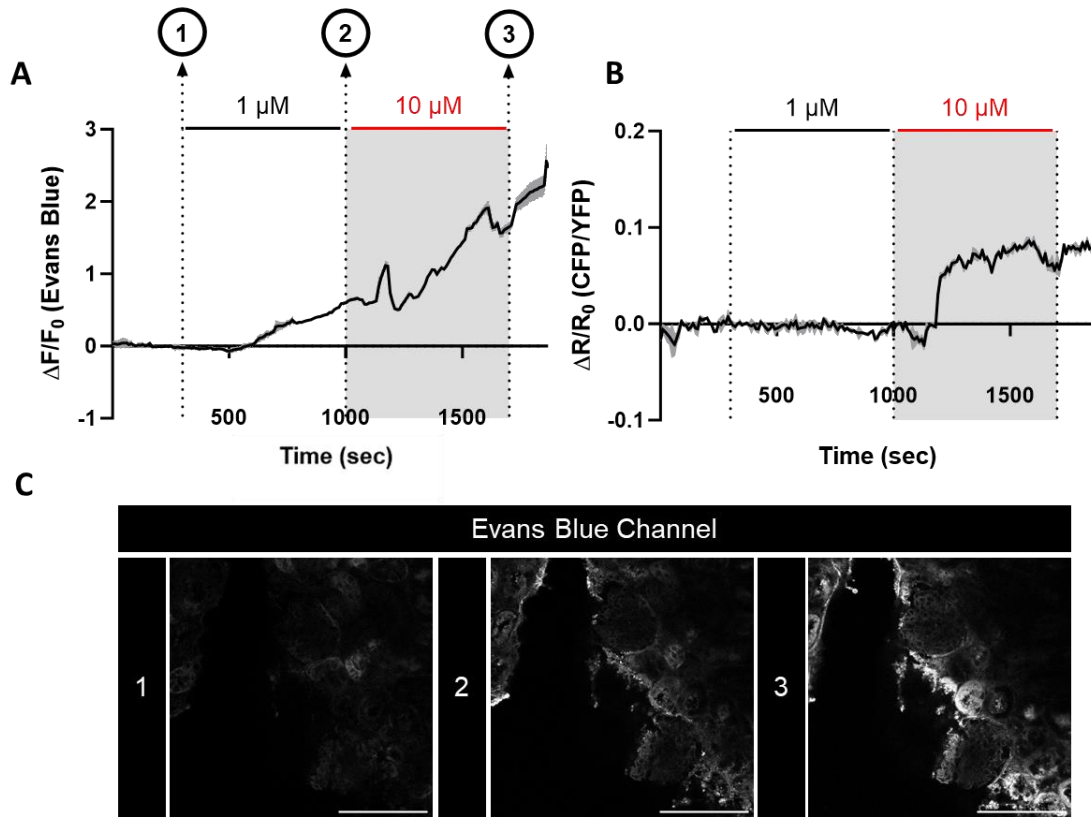 1
2
3
A
B
1 µM
10 µM
1 µM
10 µM
3
2
1
0
-1
ΔF/F0 (Evans Blue)
500
1000
1500
Time (sec)
0.2
0.1
0.0
-0.1
ΔR/R0 (CFP/YFP)
500
1000
1500
Time (sec)
C
Evans Blue Channel
1
2
3